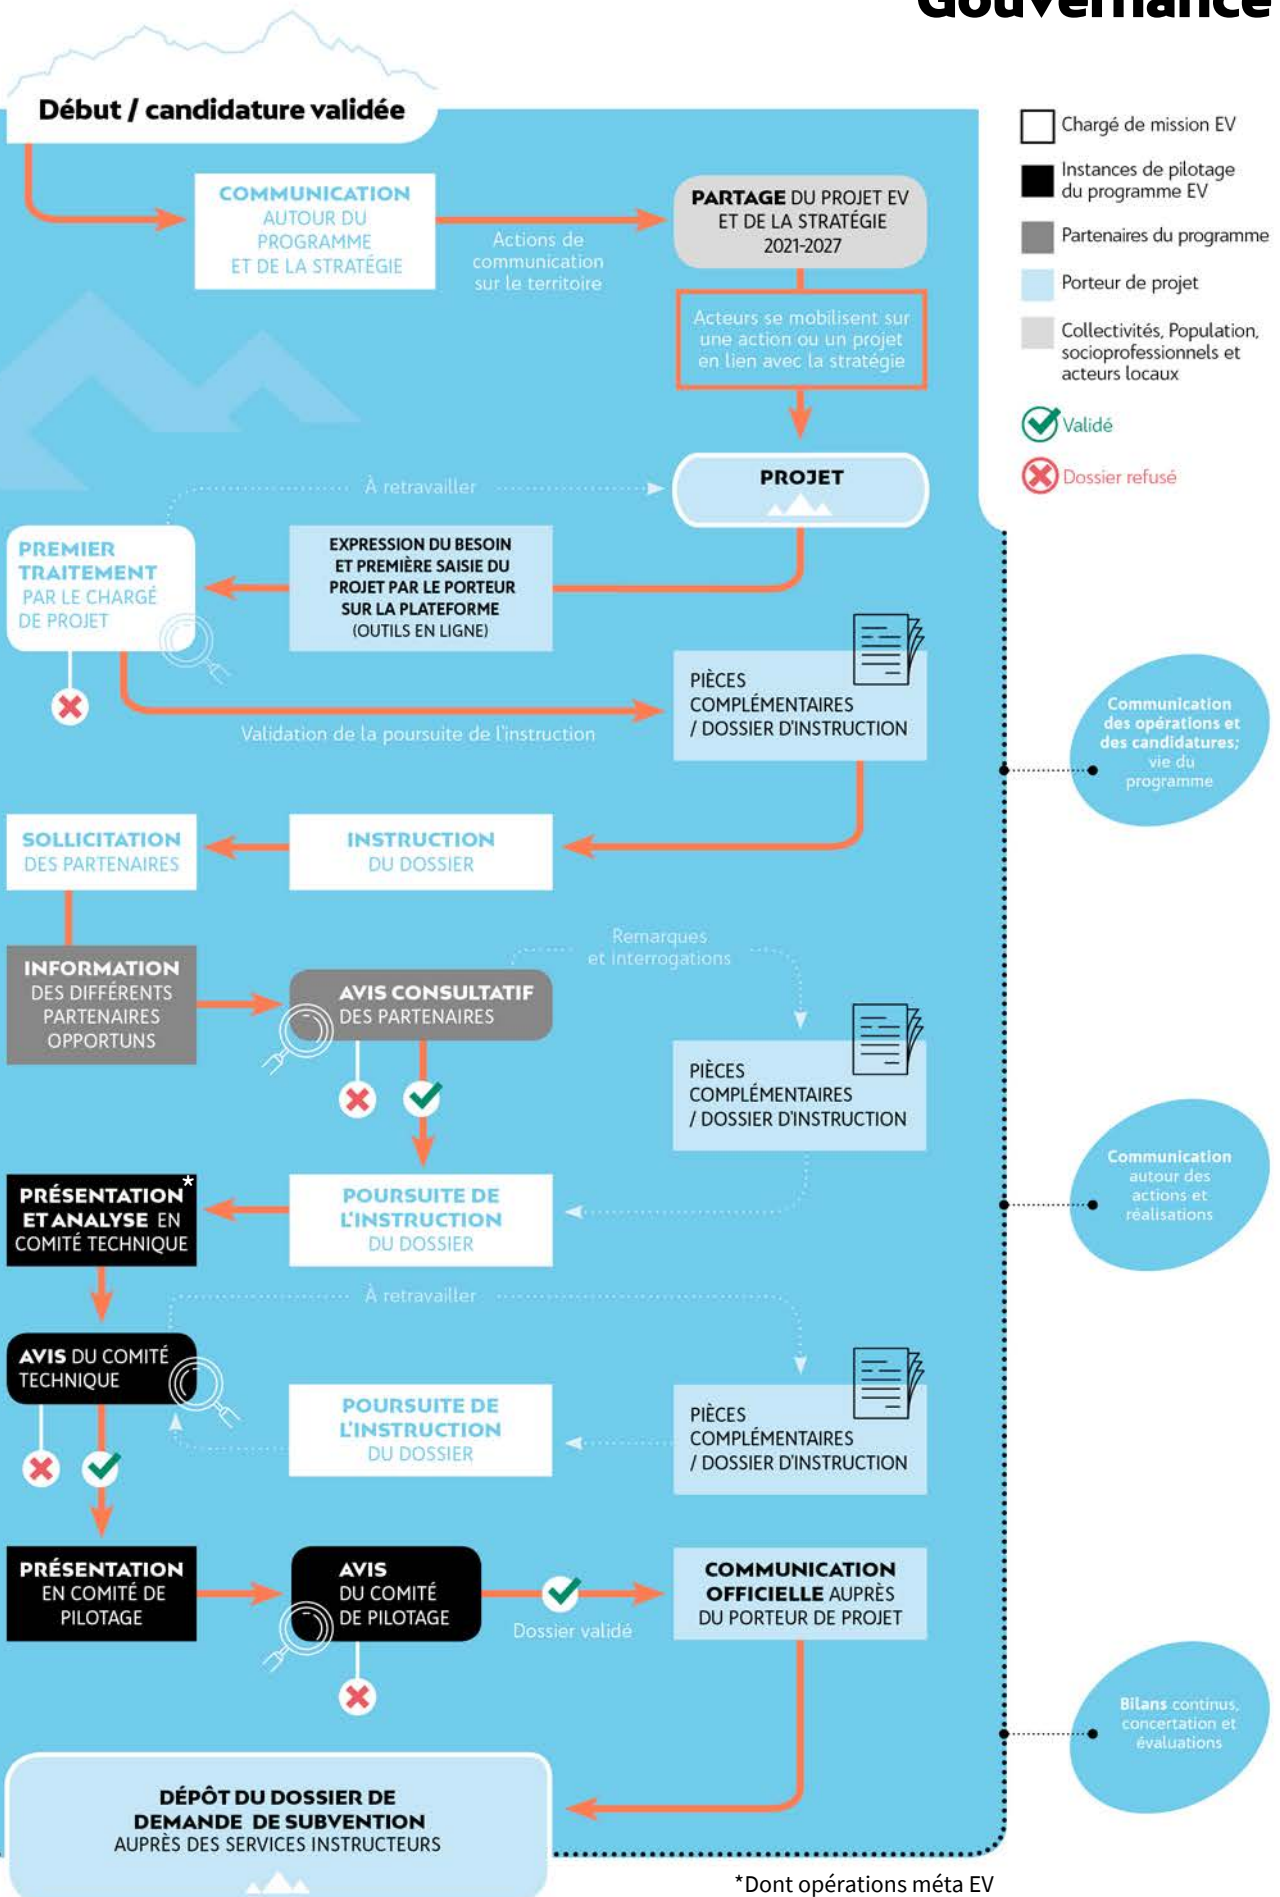 Gouvernance
Début / candidature validée
Chargé de mission EV
Instances de pilotage
du programme EV
Partenaires du programme
Porteur de projet
Collectivités, Population,
socioprofessionnels et
acteurs locaux
Validé
Dossier refusé
COMMUNICATION
AUTOUR DU
PROGRAMME
ET DE LA STRATÉGIE
Actions de
communication
sur le territoire
PARTAGE DU PROJET EV
ET DE LA STRATÉGIE
2021-2027
Acteurs se mobilisent sur
une action ou un projet
en lien avec la stratégie
PROJET
À retravailler
PREMIER
TRAITEMENT
PAR LE CHARGÉ
DE PROJET
EXPRESSION DU BESOIN
ET PREMIÈRE SAISIE DU
PROJET PAR LE PORTEUR
SUR LA PLATEFORME
(OUTILS EN LIGNE)
Validation de la poursuite de l'instruction
PIÈCES
COMPLÉMENTAIRES
/ DOSSIER D'INSTRUCTION
Communication
des opérations et
des candidatures;
vie du
programme
SOLLICITATION
DES PARTENAIRES
INSTRUCTION
DU DOSSIER
INFORMATION
DES DIFFÉRENTS
PARTENAIRES
OPPORTUNS
AVIS CONSULTATIF
DES PARTENAIRES
Remarques
et interrogations
PIÈCES
COMPLÉMENTAIRES
/ DOSSIER D'INSTRUCTION
Communication
autour des
actions et
réalisations
PRÉSENTATION*
ET ANALYSE EN
COMITÉ TECHNIQUE
POURSUITE DE
L'INSTRUCTION
DU DOSSIER
À retravailler
AVIS DU COMITÉ
TECHNIQUE
POURSUITE DE
L'INSTRUCTION
DU DOSSIER
PIÈCES
COMPLÉMENTAIRES
/ DOSSIER D'INSTRUCTION
PRÉSENTATION
EN COMITÉ DE
PILOTAGE
AVIS
DU COMITÉ
DE PILOTAGE
Dossier validé
COMMUNICATION
OFFICIELLE AUPRÈS
DU PORTEUR DE PROJET
Bilans continus,
concertation et
évaluations
DÉPÔT DU DOSSIER DE
DEMANDE DE SUBVENTION
AUPRÈS DES SERVICES INSTRUCTEURS
*Dont opérations méta EV